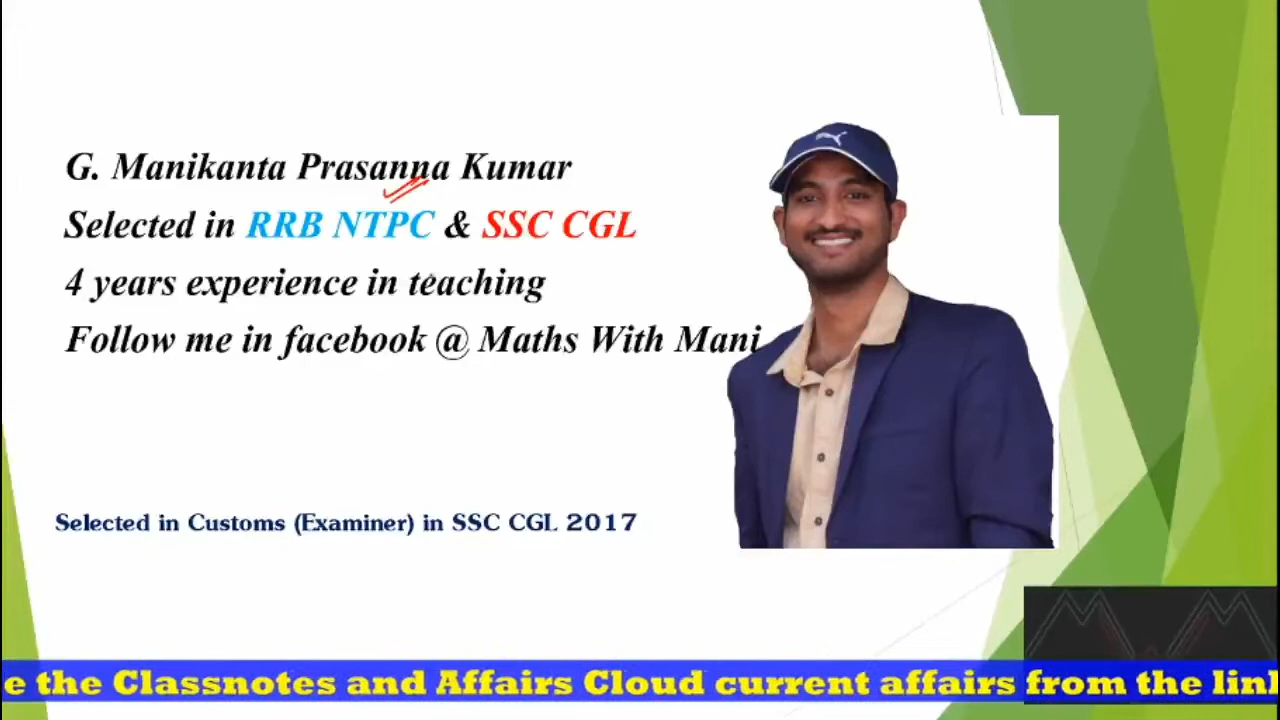 G. Manikanta Prasanna Kumar
Selected in RRB NTPC & SSC CGL
4 years experience in teaching
Follow me in facebook @ Maths With Mani
Selected in Customs (Examiner) in SSC CGL 2017
e the Classnotes and Affairs Cloud current affairs from the lin